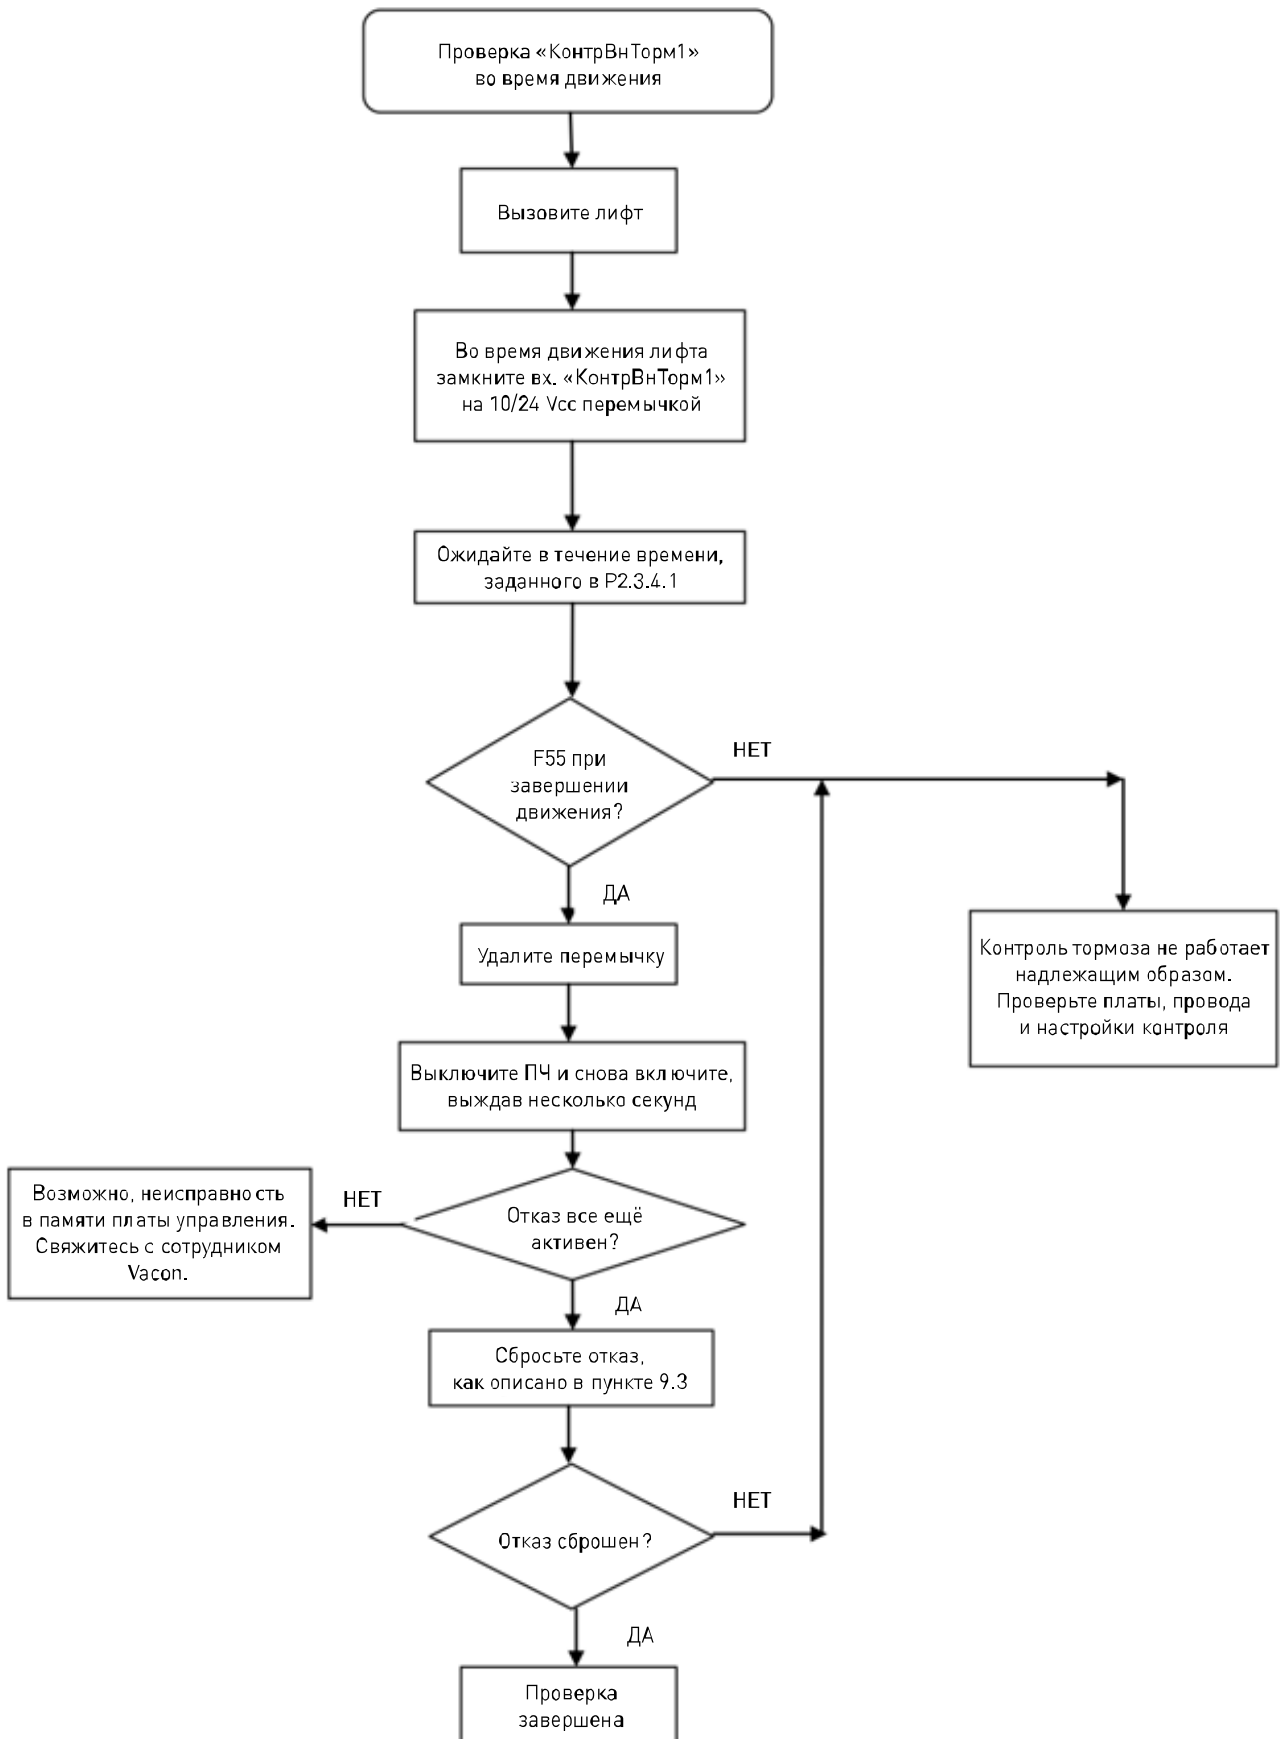 Проверка «КонтрВнТорм1»
во время движения
Вызовите лифт
Во время движения лифта
замкните вх. «КонтрВнТорм1»
на 10/24 Vcc перемычкой
Ожидайте в течение времени,
заданного в P2.3.4.1
F55 при
завершении
движения?
НЕТ
ДА
Удалите перемычку
Контроль тормоза не работает
надлежащим образом.
Проверьте платы, провода
и настройки контроля
Выключите ПЧ и снова включите,
выждав несколько секунд
Отказ все ещё
активен?
НЕТ
Возможно, неисправность
в памяти платы управления.
Свяжитесь с сотрудником
Vacon.
ДА
Сбросьте отказ,
как описано в пункте 9.3
Отказ сброшен?
НЕТ
ДА
Проверка
завершена